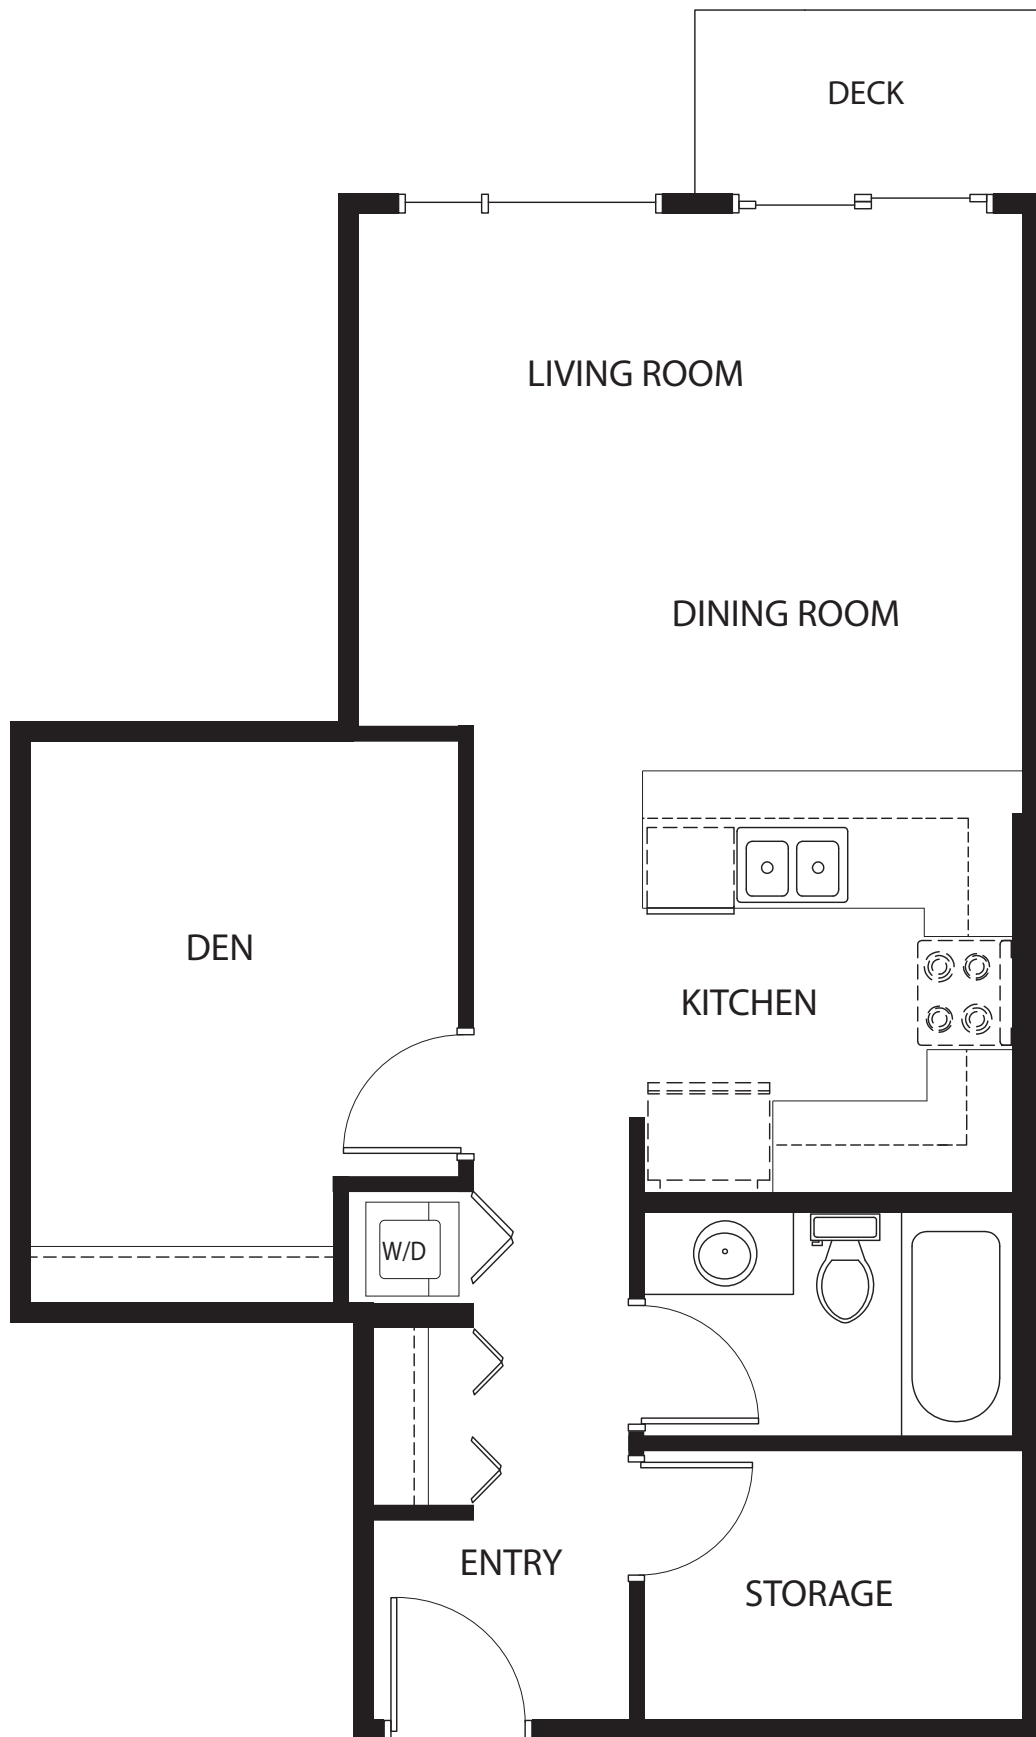 DECK
LIVING ROOM
DINING ROOM
DEN
KITCHEN
W/D
ENTRY
STORAGE